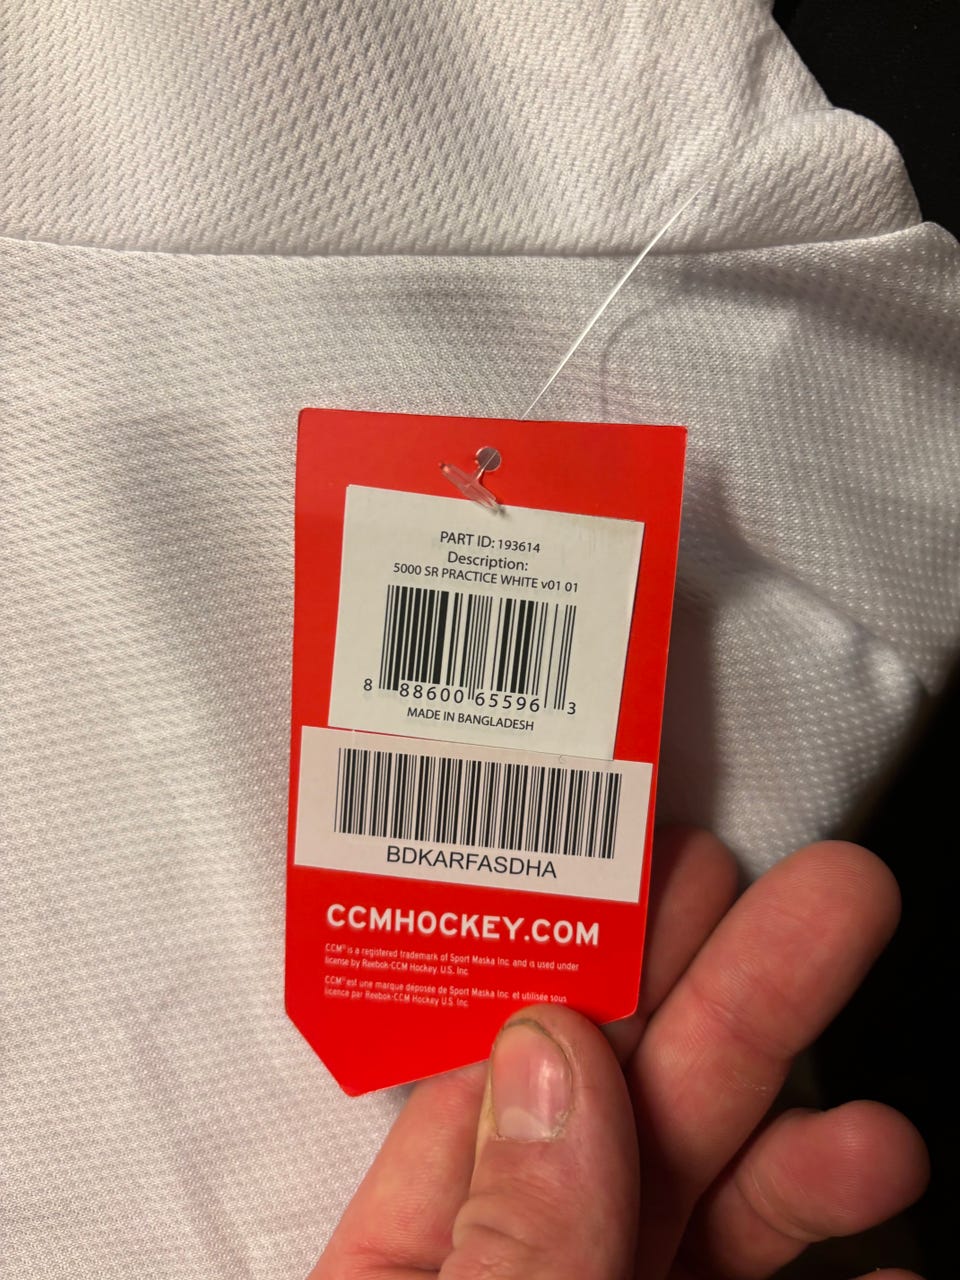 PART ID: 193614
Description:
5000 SR PRACTICE WHITE v01 01
8 88600 65596 3
MADE IN BANGLADESH
BDKARFASDHA
CCMHOCKEY.COM
CCM® is a registered trademark of Sport Maska Inc. and is used under
license by Reebok-CCM Hockey, U.S. Inc.
CCM® est une marque déposée de Sport Maska Inc. et utilisée sous
licence par Reebok-CCM Hockey U.S. Inc.